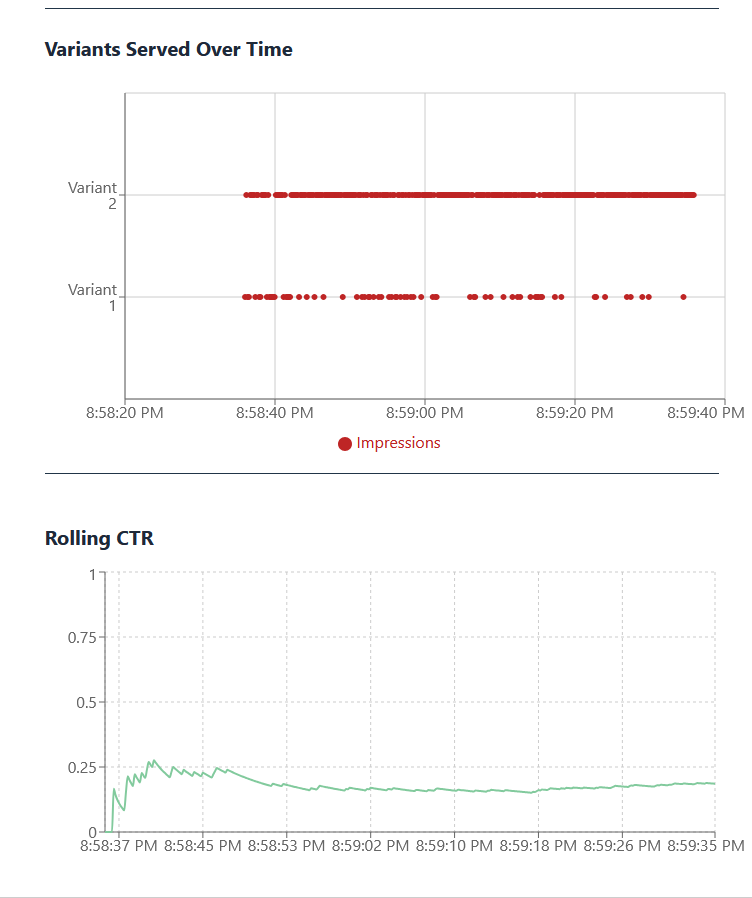 Variants Served Over Time
Variant
2
Variant
1
8:58:20 PM 8:58:40 PM 8:59:00 PM 8:59:20 PM 8:59:40 PM
Impressions
Rolling CTR
1
0.75
0.5
0.25
0
8:58:37 PM 8:58:45 PM 8:58:53 PM 8:59:02 PM 8:59:10 PM 8:59:18 PM 8:59:26 PM 8:59:35 PM